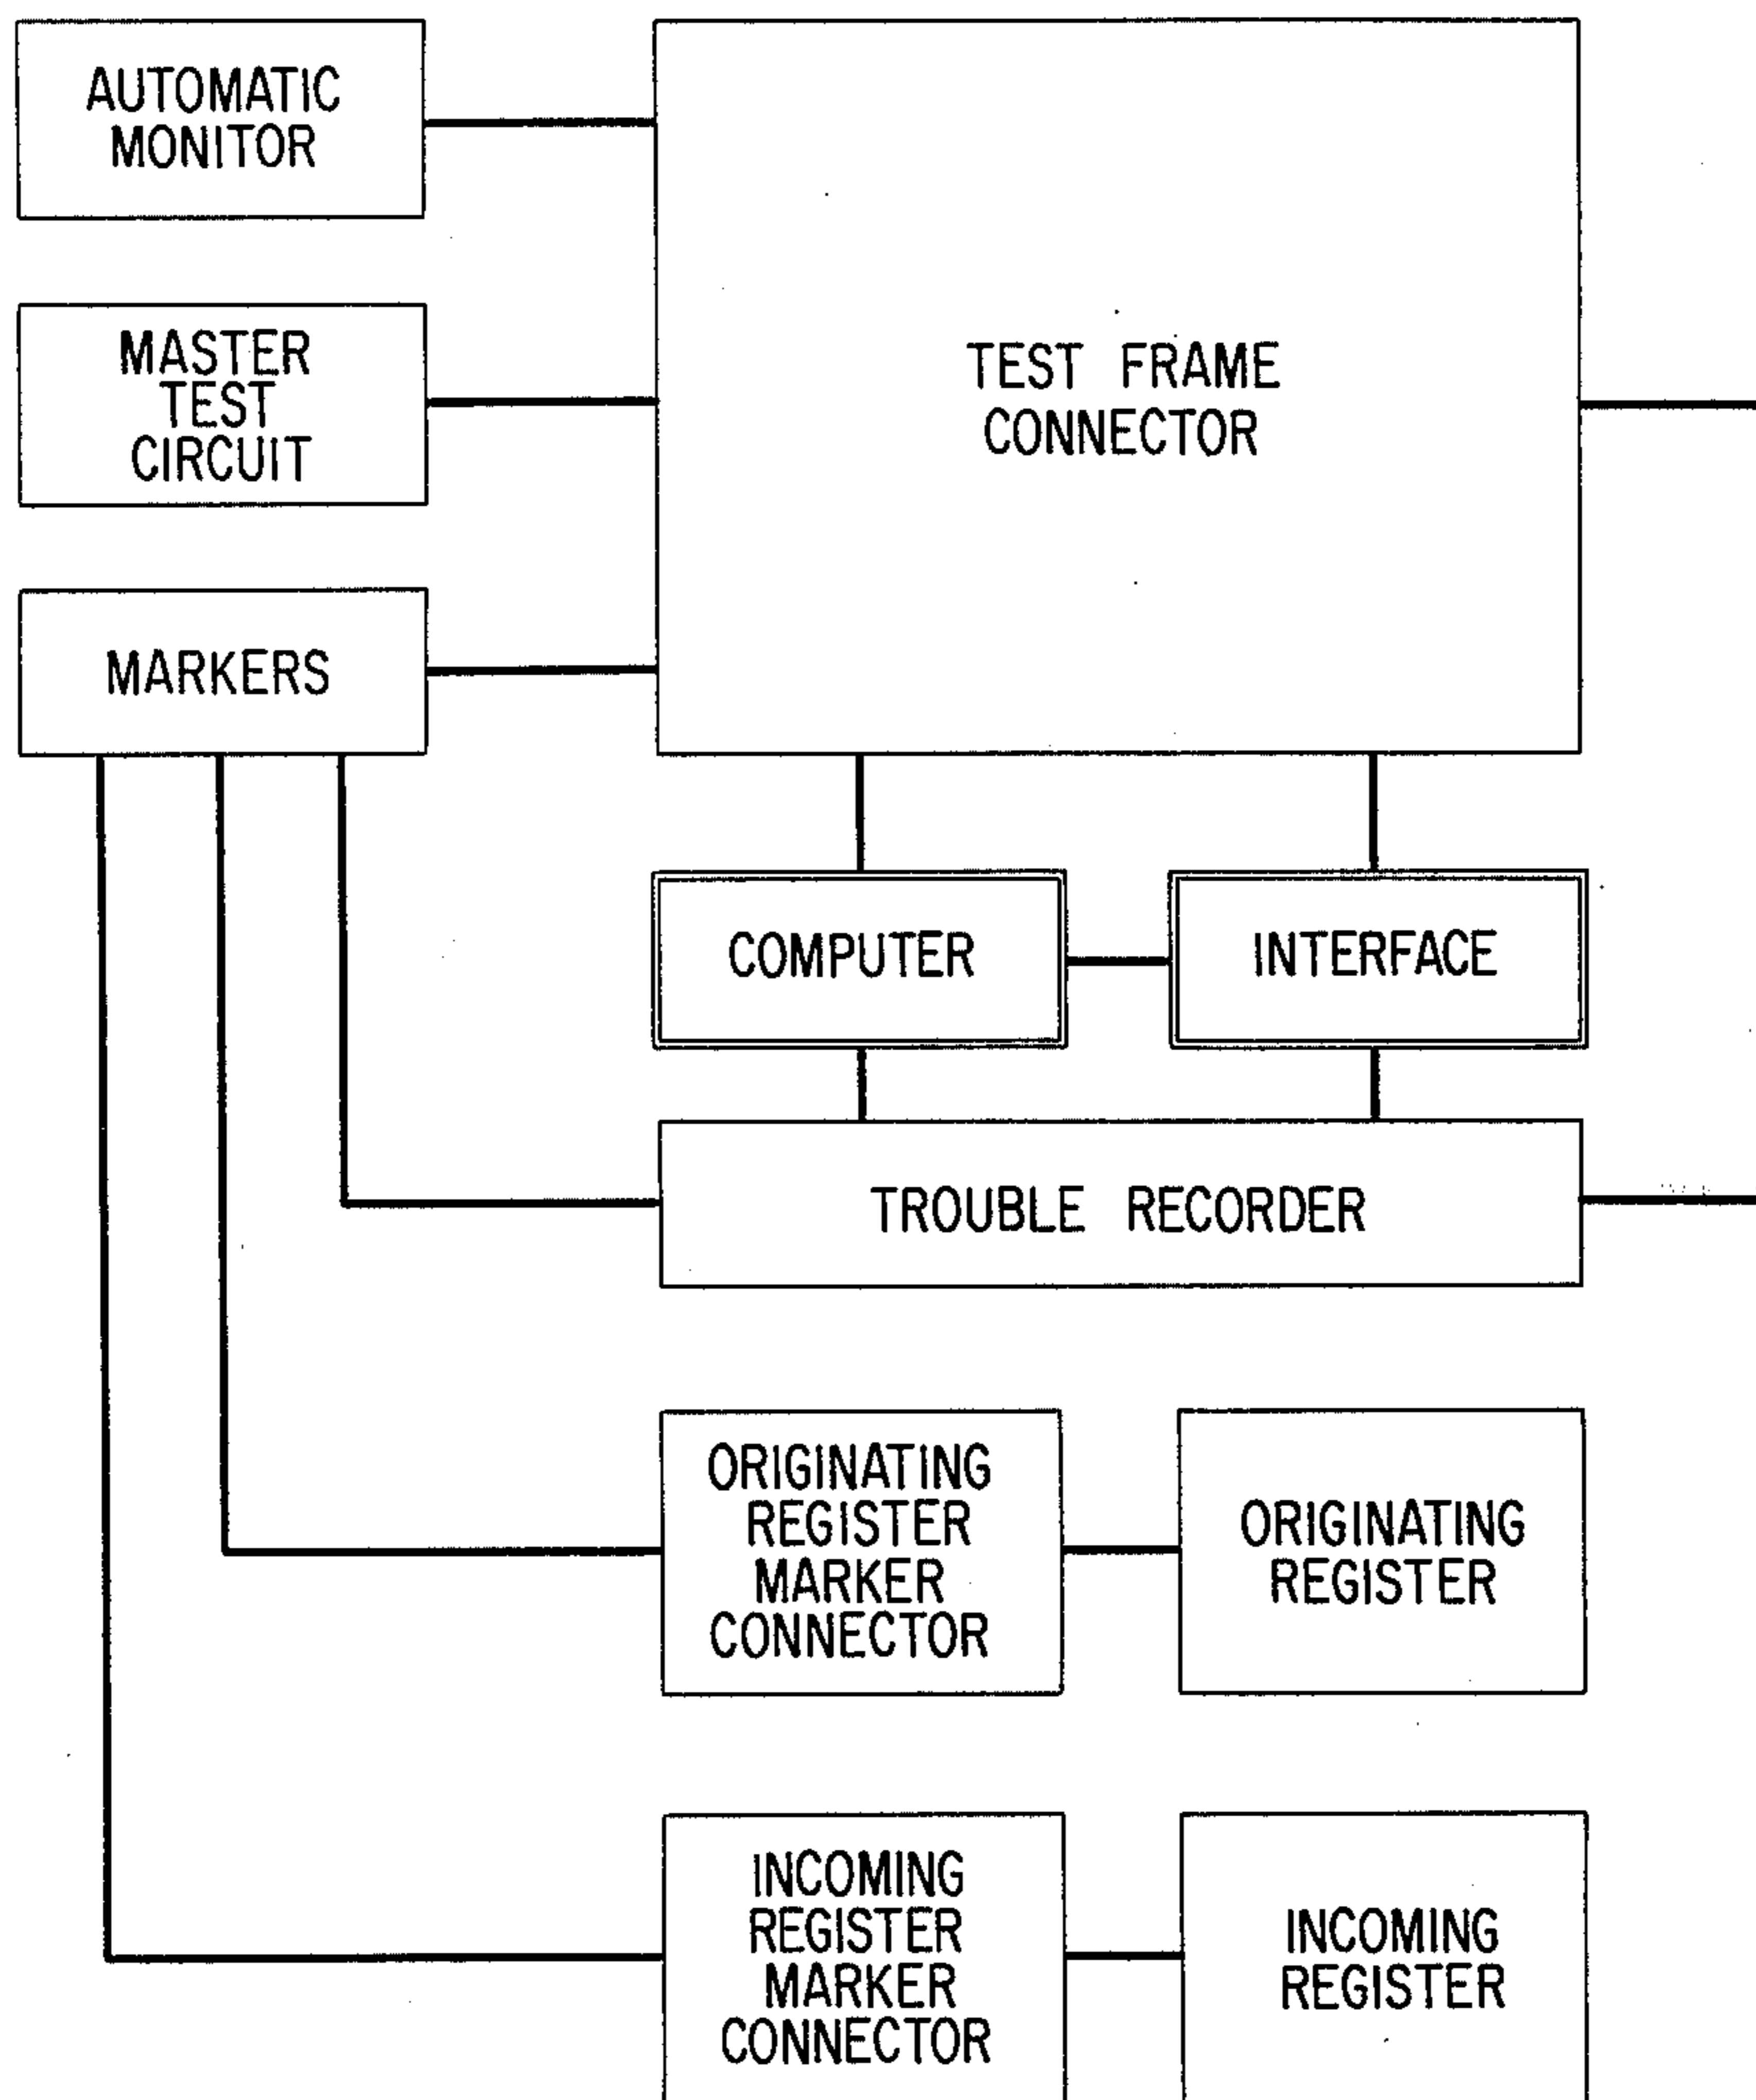 AUTOMATIC
MONITOR
MASTER
TEST
CIRCUIT
TEST FRAME
CONNECTOR
MARKERS
COMPUTER
INTERFACE
TROUBLE RECORDER
ORIGINATING
REGISTER
MARKER
CONNECTOR
ORIGINATING
REGISTER
INCOMING
REGISTER
MARKER
CONNECTOR
INCOMING
REGISTER